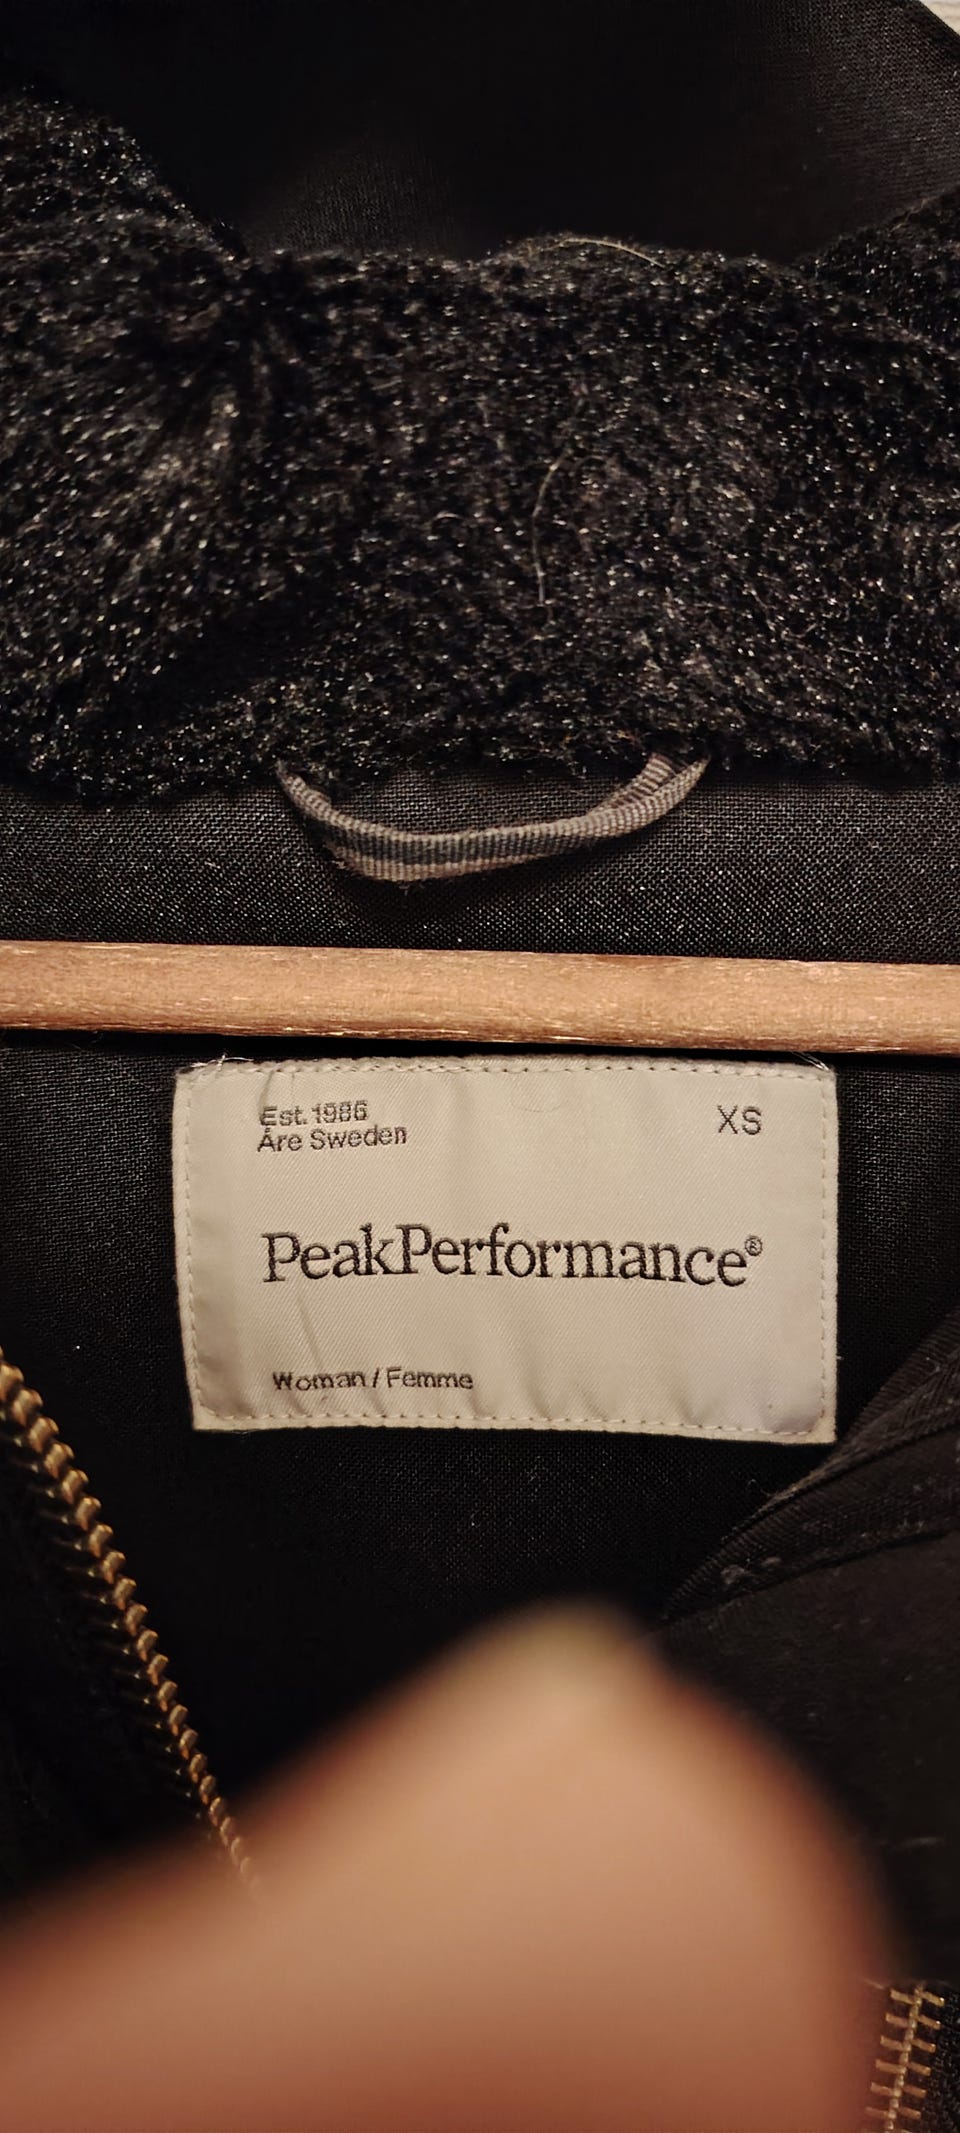 Est. 1986
Åre Sweden
XS
PeakPerformance®
Woman / Femme